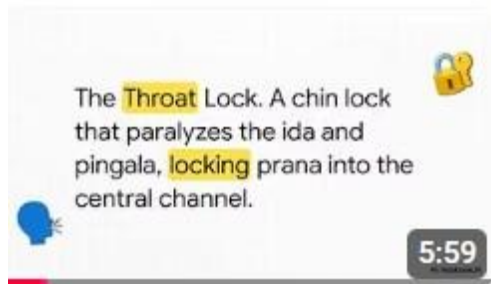 The Throat Lock. A chin lock
that paralyzes the ida and
pingala, locking prana into the
central channel.
5:59